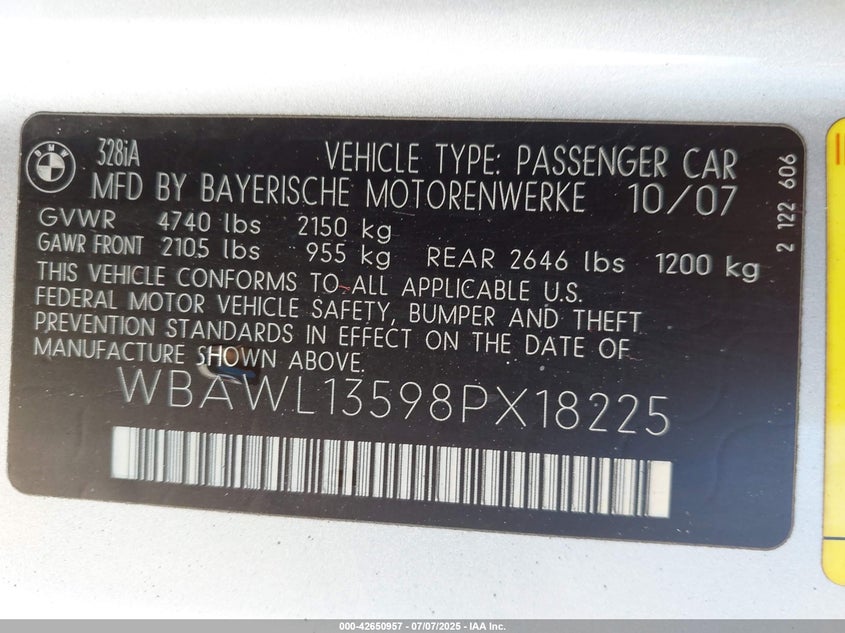 BMW
328iA
VEHICLE TYPE: PASSENGER CAR
MFD BY BAYERISCHE MOTORENWERKE 10/07
GVWR 4740 lbs 2150 kg
GAWR FRONT 2105 lbs 955 kg REAR 2646 lbs 1200 kg
THIS VEHICLE CONFORMS TO ALL APPLICABLE U.S.
FEDERAL MOTOR VEHICLE SAFETY, BUMPER AND THEFT
PREVENTION STANDARDS IN EFFECT ON THE DATE OF
MANUFACTURE SHOWN ABOVE.
WBAWL13598PX18225
2 122 606
000-42650957 - 07/07/2025 - IAA Inc.